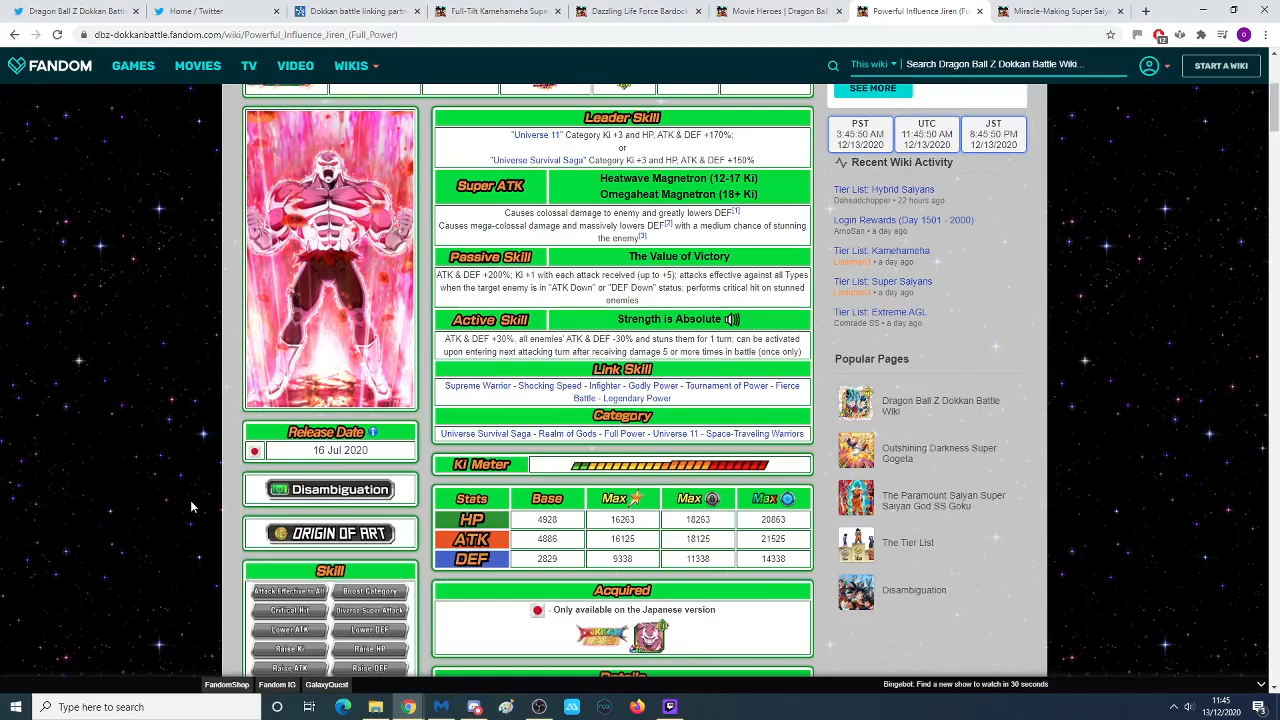 Dragon Ball Z Dokkan Battle
Home / Twitter
Dokkan battle linking partners
Full-Tilt Kamehameha Super
Dazzling Life Force Bardock
Movie Heroes | Dragon Ball
Powerful Influence Jiren (Fu
Miracle-Making Super Saiya
dbz-dokkanbattle.fandom.com/wiki/Powerful_Influence_Jiren_(Full_Power)
12
FANDOM
GAMES
MOVIES
TV
VIDEO
WIKIS
This wiki
Search Dragon Ball Z Dokkan Battle Wiki...
START A WIKI
Leader Skill
"Universe 11" Category Ki +3 and HP, ATK & DEF +170%;
or
"Universe Survival Saga" Category Ki +3 and HP, ATK & DEF +150%
Super ATK
Heatwave Magnetron (12-17 Ki)
Omegaheat Magnetron (18+ Ki)
Causes colossal damage to enemy and greatly lowers DEF[1]
Causes mega-colossal damage and massively lowers DEF[2] with a medium chance of stunning
the enemy[3]
Passive Skill
The Value of Victory
ATK & DEF +200%; Ki +1 with each attack received (up to +5); attacks effective against all Types
when the target enemy is in "ATK Down" or "DEF Down" status; performs critical hit on stunned
enemies
Active Skill
Strength is Absolute
ATK & DEF +30%, all enemies' ATK & DEF -30% and stuns them for 1 turn; can be activated
upon entering next attacking turn after receiving damage 5 or more times in battle (once only)
Link Skill
Supreme Warrior - Shocking Speed - Infighter - Godly Power - Tournament of Power - Fierce
Battle - Legendary Power
Category
Universe Survival Saga - Realm of Gods - Full Power - Universe 11 - Space-Traveling Warriors
Ki Meter
Stats Base Max Max Max
HP 4928 16263 18263 20863
ATK 4886 16125 18125 21525
DEF 2829 9338 11338 14338
Acquired
- Only available on the Japanese version
Details
Release Date
16 Jul 2020
Disambiguation
ORIGIN OF ART
Skill
Attack Effective to All
Boost Category
Critical Hit
Diverse Super Attack
Lower ATK
Lower DEF
Raise Ki
Raise HP
Raise ATK
Raise DEF
SEE MORE
PST
3:45:50 AM
12/13/2020
UTC
11:45:50 AM
12/13/2020
JST
8:45:50 PM
12/13/2020
Recent Wiki Activity
Tier List: Hybrid Saiyans
Daheadchopper • 22 hours ago
Login Rewards (Day 1501 - 2000)
ArnoSan • a day ago
Tier List: Kamehameha
• a day ago
Tier List: Super Saiyans
• a day ago
Tier List: Extreme AGL
Comrade SS • a day ago
Popular Pages
Dragon Ball Z Dokkan Battle
Wiki
Outshining Darkness Super
Gogeta
The Paramount Saiyan Super
Saiyan God SS Goku
The Tier List
Disambiguation
FandomShop
Fandom IG
GalaxyQuest
Bingebot: Find a new show to watch in 30 seconds
Type here to search
11:45
13/12/2020